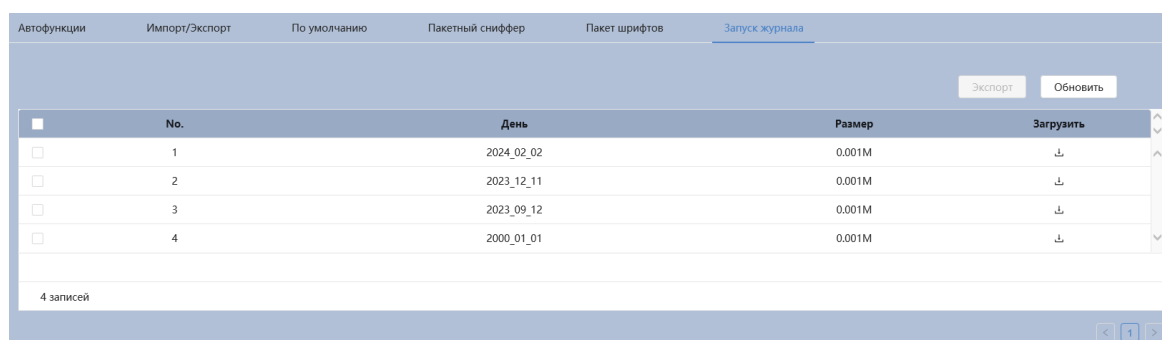 Автофункции Импорт/Экспорт По умолчанию Пакетный сниффер Пакет шрифтов Запуск журнала
Экспорт Обновить
No. День Размер Загрузить
1 2024_02_02 0.001M
2 2023_12_11 0.001M
3 2023_09_12 0.001M
4 2000_01_01 0.001M
4 записей
1